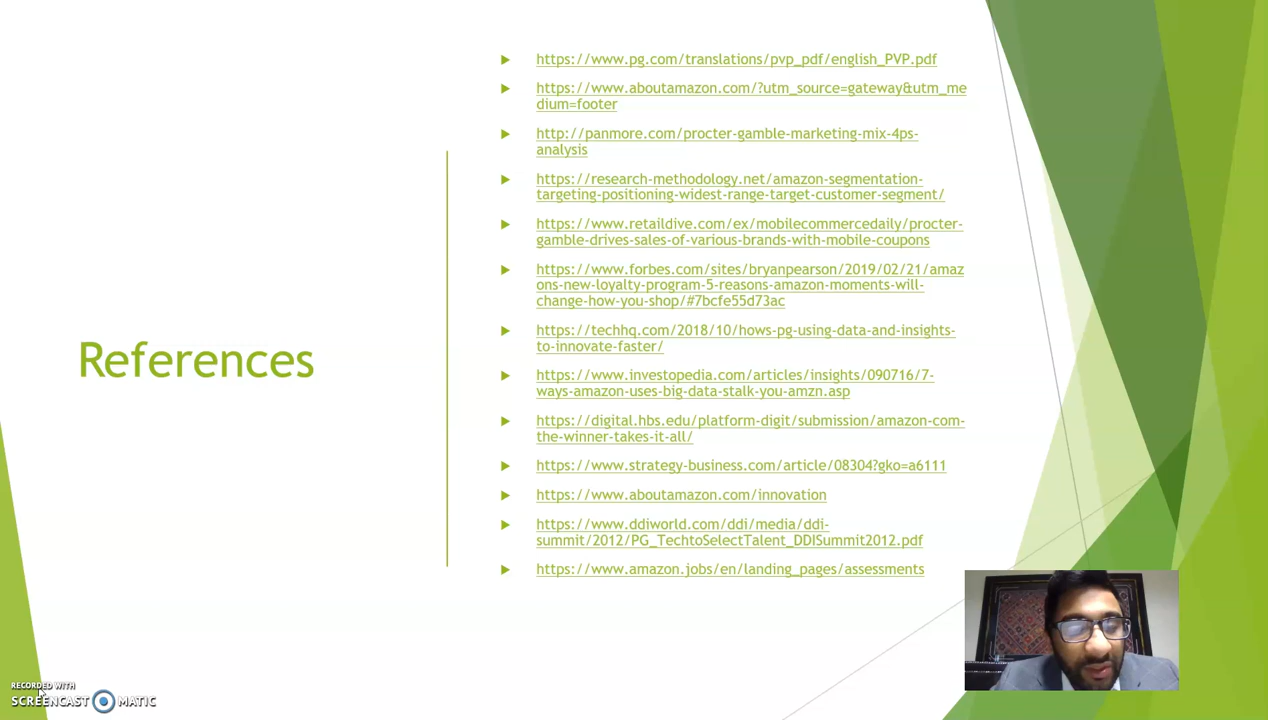 References
https://www.pg.com/translations/pvp_pdf/english_PVP.pdf
https://www.aboutamazon.com/?utm_source=gateway&utm_me
dium=footer
http://panmore.com/procter-gamble-marketing-mix-4ps-
analysis
https://research-methodology.net/amazon-segmentation-
targeting-positioning-widest-range-target-customer-segment/
https://www.retaildive.com/ex/mobilecommercedaily/procter-
gamble-drives-sales-of-various-brands-with-mobile-coupons
https://www.forbes.com/sites/bryanpearson/2019/02/21/amaz
ons-new-loyalty-program-5-reasons-amazon-moments-will-
change-how-you-shop/#7bcfe55d73ac
https://techhq.com/2018/10/hows-pg-using-data-and-insights-
to-innovate-faster/
https://www.investopedia.com/articles/insights/090716/7-
ways-amazon-uses-big-data-stalk-you-amzn.asp
https://digital.hbs.edu/platform-digit/submission/amazon-com-
the-winner-takes-it-all/
https://www.strategy-business.com/article/08304?gko=a6111
https://www.aboutamazon.com/innovation
https://www.ddiworld.com/ddi/media/ddi-
summit/2012/PG_TechtoSelectTalent_DDISummit2012.pdf
https://www.amazon.jobs/en/landing_pages/assessments
RECORDED WITH
SCREENCAST MATIC